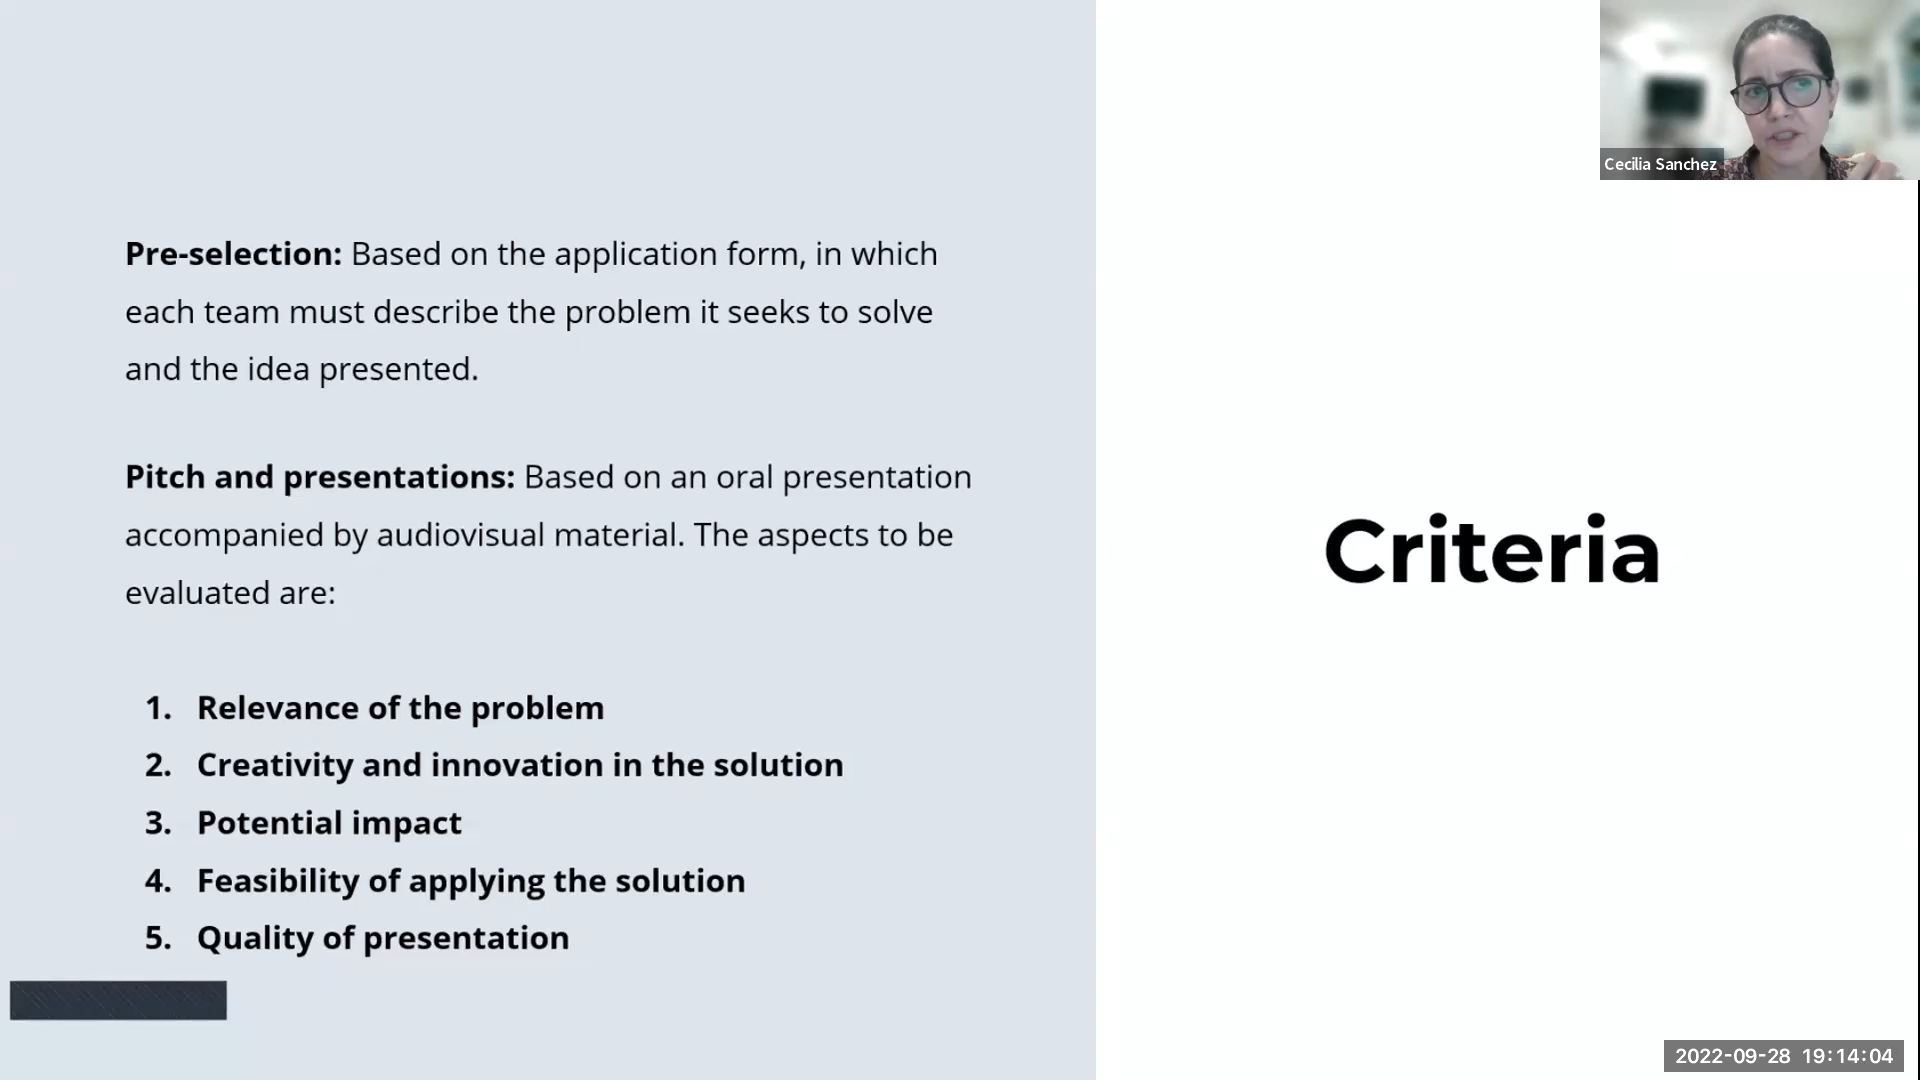 Pre-selection: Based on the application form, in which
each team must describe the problem it seeks to solve
and the idea presented.
Pitch and presentations: Based on an oral presentation
accompanied by audiovisual material. The aspects to be
evaluated are:
1. Relevance of the problem
2. Creativity and innovation in the solution
3. Potential impact
4. Feasibility of applying the solution
5. Quality of presentation
Criteria
Cecilia Sanchez
2022-09-28 19:14:04